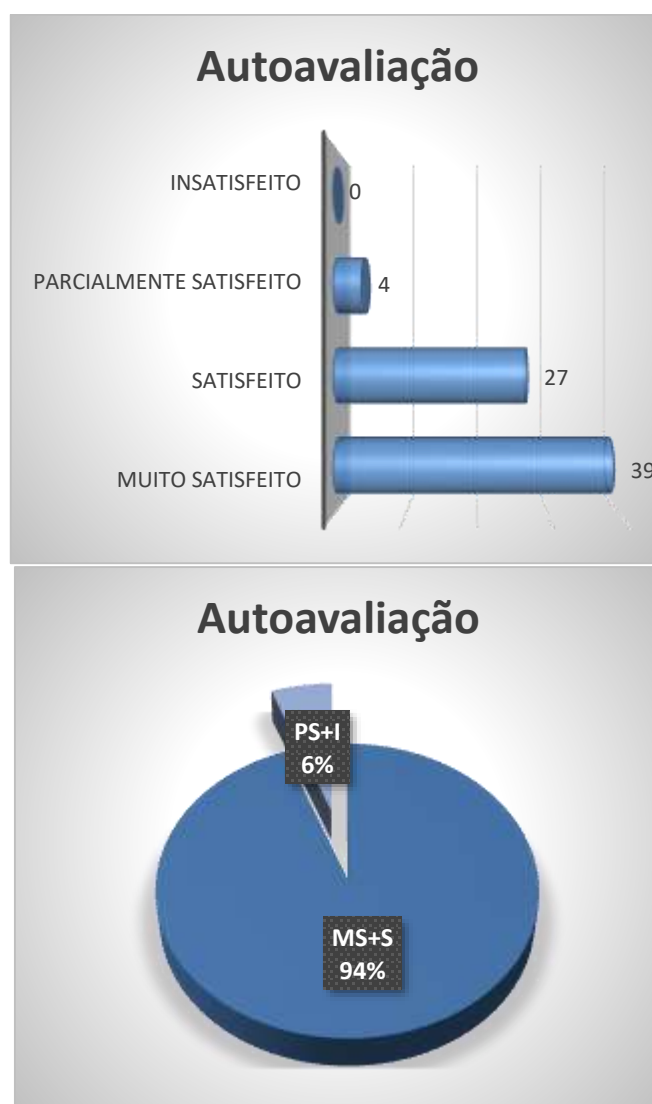 Autoavaliação
INSATISFEITO 0
PARCIALMENTE SATISFEITO 4
SATISFEITO 27
MUITO SATISFEITO 39
Autoavaliação
PS+I
6%
MS+S
94%